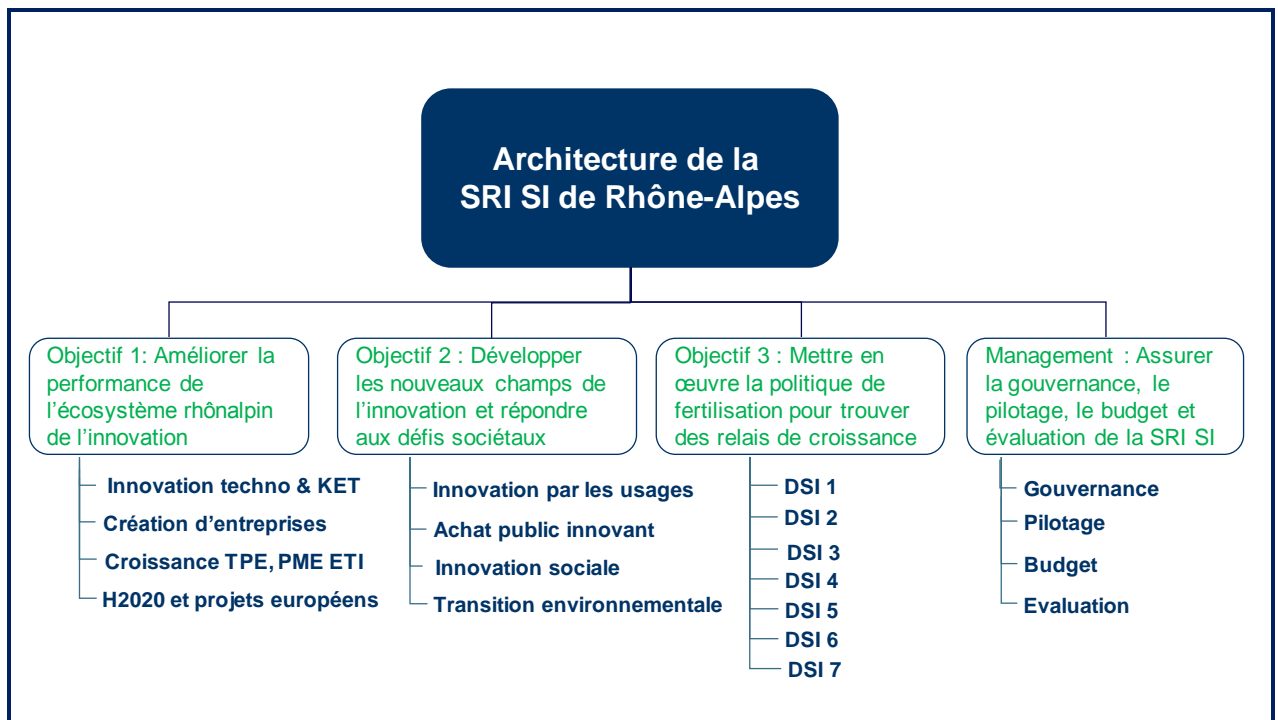 Architecture de la
SRI SI de Rhône-Alpes
Objectif 1: Améliorer la
performance de
l’écosystème rhônalpin
de l’innovation
Innovation techno & KET
Création d’entreprises
Croissance TPE, PME ETI
H2020 et projets européens
Objectif 2 : Développer
les nouveaux champs de
l’innovation et répondre
aux défis sociétaux
Innovation par les usages
Achat public innovant
Innovation sociale
Transition environnementale
Objectif 3 : Mettre en
œuvre la politique de
fertilisation pour trouver
des relais de croissance
DSI 1
DSI 2
DSI 3
DSI 4
DSI 5
DSI 6
DSI 7
Management : Assurer
la gouvernance, le
pilotage, le budget et
évaluation de la SRI SI
Gouvernance
Pilotage
Budget
Evaluation